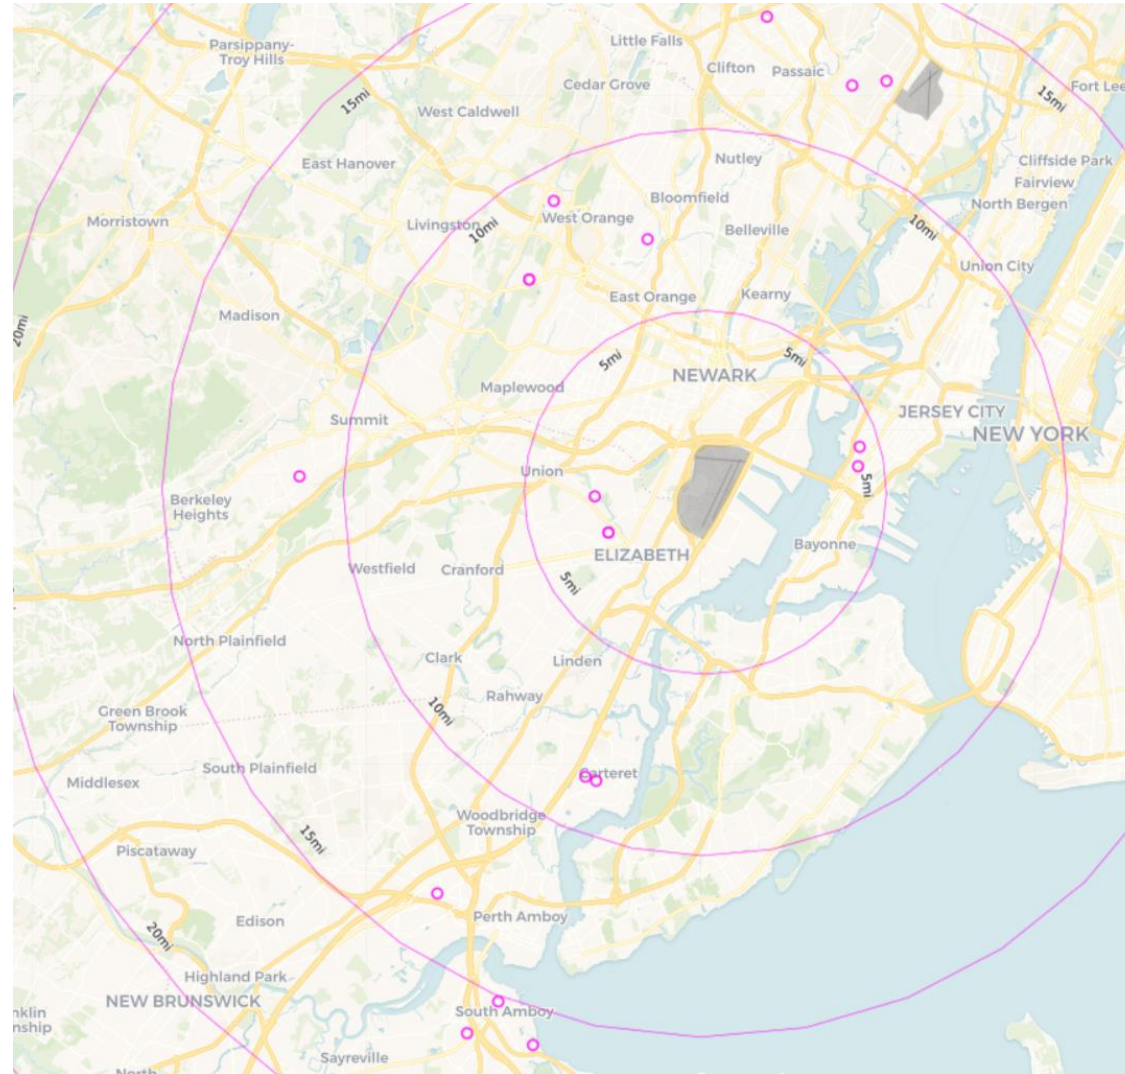 Little Falls
Parsippany-
Troy Hills
Clifton
Passaic
Cedar Grove
Fort Lee
15mi
15mi
West Caldwell
East Hanover
Nutley
Cliffside Park
Fairview
Bloomfield
North Bergen
Morristown
Livingston
10mi
West Orange
Belleville
10mi
Union City
East Orange
Kearny
Madison
20mi
5mi
5mi
Maplewood
NEWARK
JERSEY CITY
Summit
NEW YORK
Union
5mi
Berkeley
Heights
Bayonne
ELIZABETH
Westfield
Cranford
5mi
North Plainfield
Clark
Linden
Rahway
10mi
Green Brook
Township
South Plainfield
Carteret
Middlesex
Woodbridge
Township
15mi
Piscataway
Edison
Perth Amboy
20mi
Highland Park
NEW BRUNSWICK
South Amboy
nklin
nship
Sayreville
North